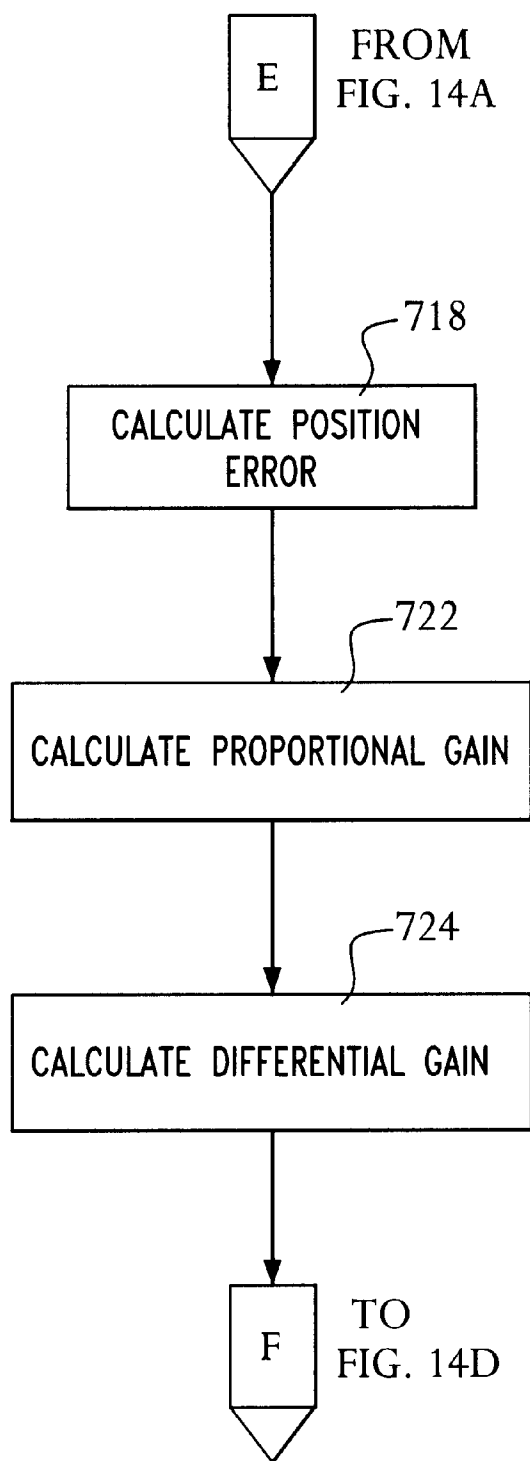 E
FROM
FIG. 14A
718
CALCULATE POSITION
ERROR
722
CALCULATE PROPORTIONAL GAIN
724
CALCULATE DIFFERENTIAL GAIN
F
TO
FIG. 14D